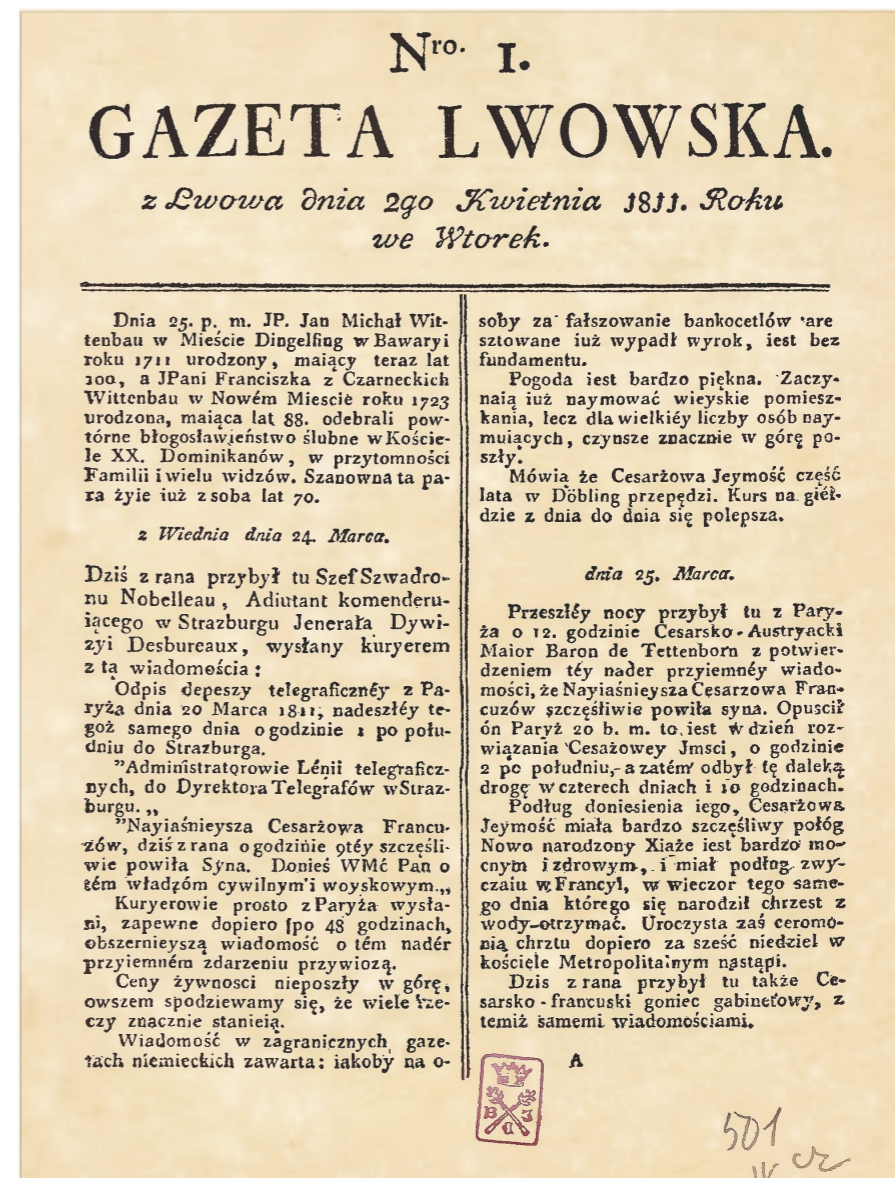 Nro. 1.
GAZETA LWOWSKA.
z Lwowa dnia 2go Kwietnia 1811. Roku
we Wtorek.
Dnia 25. p. m. JP. Jan Michał Wit-
tenbau w Mieście Dingelfing w Bawaryi
roku 1711 urodzony, maiący teraz lat
100, a JPani Franciszka z Czarneckich
Wittenbau w Nowém Miescie roku 1723
urodzona, maiąca lat 88. odebrali pow-
tórne błogosławieństwo ślubne w Koście-
le XX. Dominikanów, w przytomności
Familii i wielu widzów. Szanowna ta pa-
ra żyie iuż z soba lat 70.
z Wiednia dnia 24. Marca.
Dziś z rana przybył tu Szef Szwadro-
nu Nobelleau, Adiutant komenderu-
iącego w Strazburgu Jenerała Dywi-
zyi Desbureaux, wysłany kuryerem
z tą wiadomościa:
Odpis depeszy telegraficznéy z Pa-
ryża dnia 20 Marca 1811, nadeszłéy te-
goż samego dnia o godzinie 1 po połu-
dniu do Strazburga.
"Administratorowie Lénii telegraficz-
nych, do Dyrektora Telegrafów w Straz-
burgu.„
"Nayiaśnieysza Cesarżowa Francu-
zów, dziś z rana o godzinie 9téy szczęśli-
wie powiła Syna. Donieś WMć Pan o
tém władzóm cywilnym i woyskowym.„
Kuryerowie prosto z Paryża wysła-
ni, zapewne dopiero po 48 godzinach,
obszernieyszą wiadomość o tém nadér
przyiemném zdarzeniu przywiozą.
Ceny żywnosci nieposzły w górę,
owszem spodziewamy się, że wiele rze-
czy znacznie stanieią.
Wiadomość w zagranicznych gaze-
tach niemieckich zawarta: iakoby na o-
soby za fałszowanie bankocetlów are
sztowane iuż wypadł wyrok, iest bez
fundamentu.
Pogoda iest bardzo piękna. Zaczy-
naią iuż naymować wieyskie pomiesz-
kania, lecz dla wielkiéy liczby osób nay-
muiących, czynsze znacznie w górę po-
szły.
Mówią że Cesarżowa Jeymość część
lata w Döbling przepędzi. Kurs na gieł-
dzie z dnia do dnia się polepsza.
dnia 25. Marca.
Przeszłéy nocy przybył tu z Pary-
ża o 12. godzinie Cesarsko-Austryacki
Maior Baron de Tettenborn z potwier-
dzeniem téy nader przyiemnéy wiado-
mości, że Nayiaśnieysza Cesarzowa Fran-
cuzów szczęśliwie powiła syna. Opuscił
ón Paryż 20 b. m. to iest w dzień roz-
wiązania Cesażowey Jmsci, o godzinie
2 po południu, a zatém odbył tę daleką
drogę w czterech dniach i 10 godzinach.
Podług doniesienia iego, Cesarżowa
Jeymość miała bardzo szczęśliwy połóg
Nowo narodzony Xiąże iest bardzo mo-
cnym i zdrowym, i miał podług zwy-
czaiu w Francyi, w wieczor tego same-
go dnia którego się narodził chrzest z
wody otrzymać. Uroczysta zaś ceromo-
nią chrztu dopiero za sześć niedziel w
kościele Metropolitalnym nastąpi.
Dzis z rana przybył tu także Ce-
sarsko-francuski goniec gabinetowy, z
temiż samemi wiadomościami.
A
B J
C
501